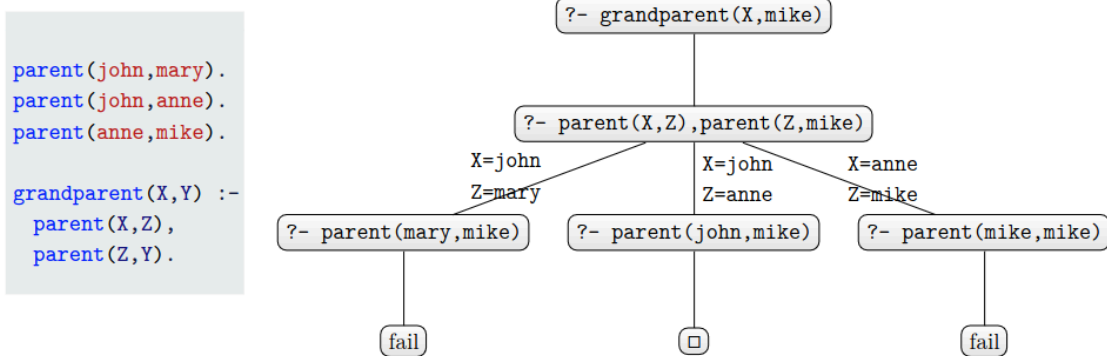 parent(john,mary).
parent(john,anne).
parent(anne,mike).
grandparent(X,Y) :-
parent(X,Z),
parent(Z,Y).
?- grandparent(X,mike)
?- parent(X,Z),parent(Z,mike)
X=john
Z=mary
X=john
Z=anne
X=anne
Z=mike
?- parent(mary,mike)
?- parent(john,mike)
?- parent(mike,mike)
fail
□
fail